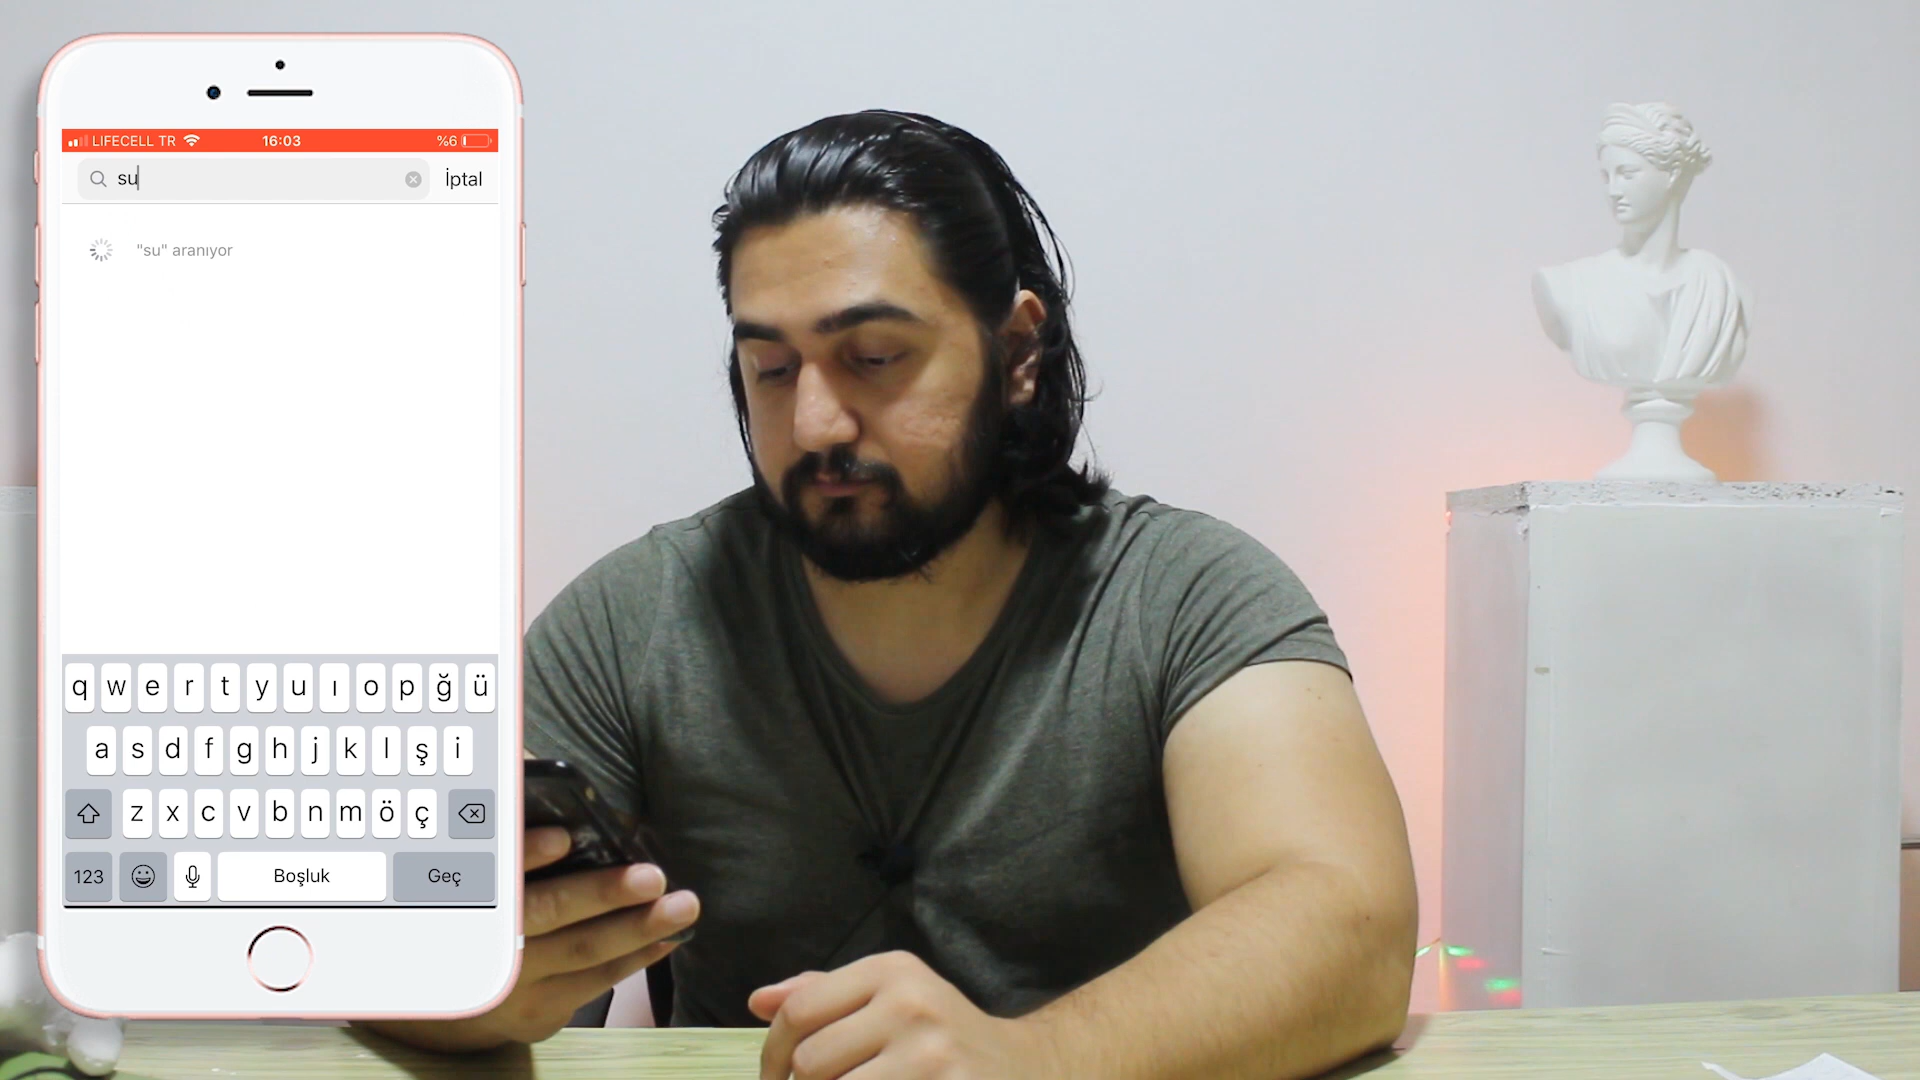 LIFECELL TR 16:03 %6
su İptal
"su" aranıyor
q w e r t y u ı o p ğ ü
a s d f g h j k l ş i
z x c v b n m ö ç
123 Boşluk Geç